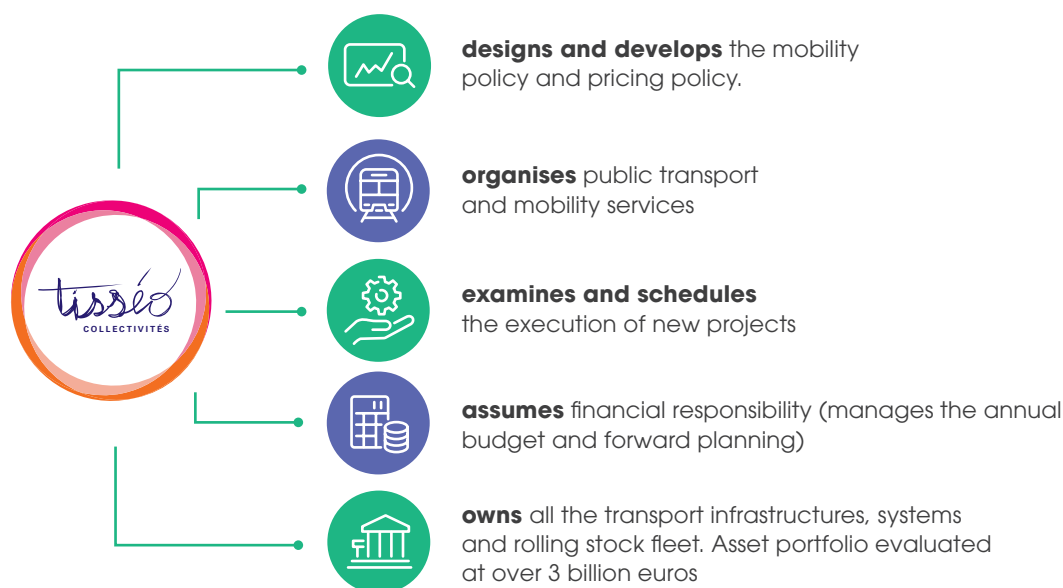 designs and develops the mobility
policy and pricing policy.
organises public transport
and mobility services
tisséo
COLLECTIVITÉS
examines and schedules
the execution of new projects
assumes financial responsibility (manages the annual
budget and forward planning)
owns all the transport infrastructures, systems
and rolling stock fleet. Asset portfolio evaluated
at over 3 billion euros